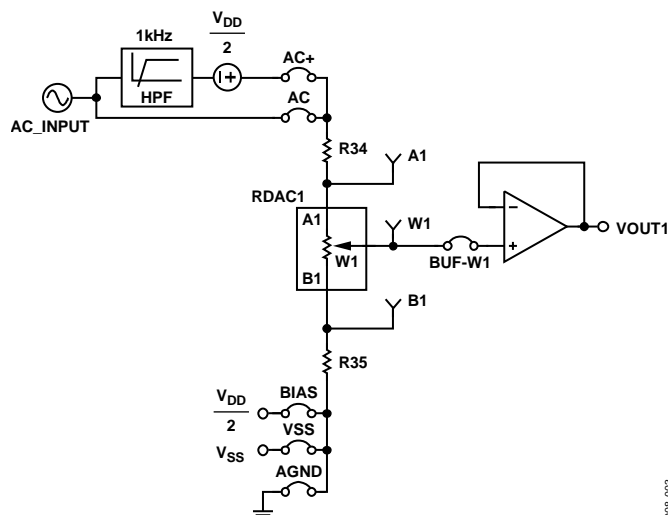 1kHz
VDD
2
AC+
HPF
AC
AC_INPUT
R34
A1
RDAC1
A1
W1
W1
BUF-W1
−
+
VOUT1
B1
B1
R35
VDD
2
BIAS
VSS
VSS
AGND